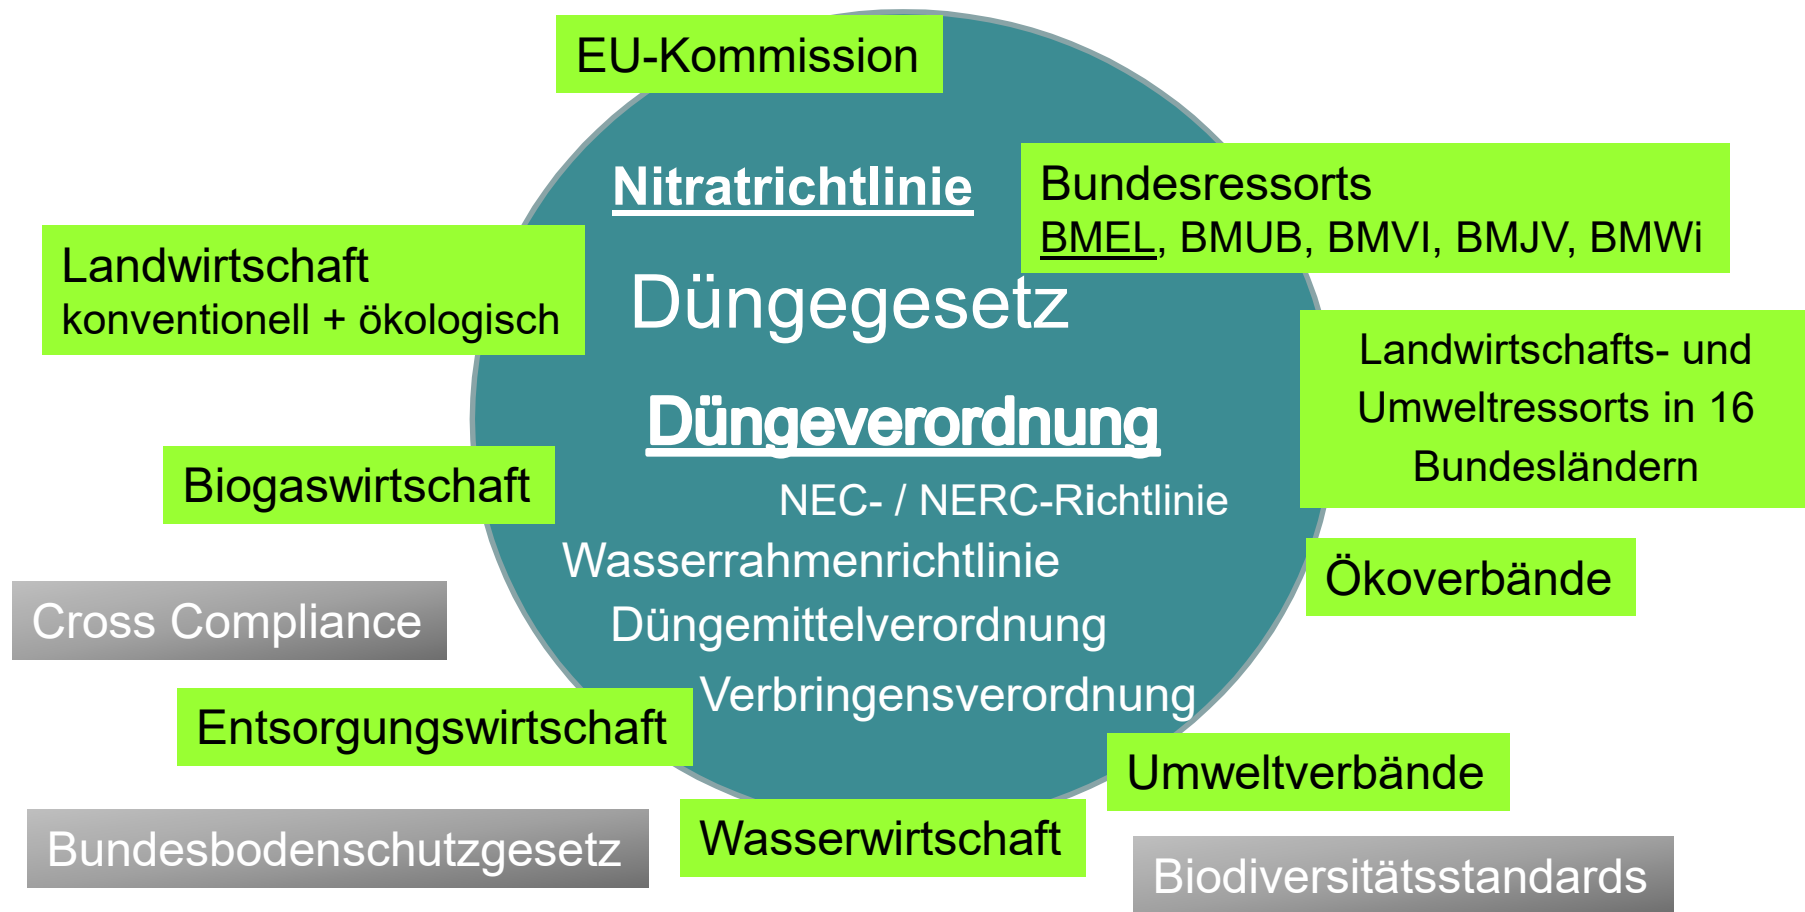 EU-Kommission
Nitratrichtlinie
Bundesressorts
BMEL, BMUB, BMVI, BMJV, BMWi
Landwirtschaft
konventionell + ökologisch
Düngegesetz
Landwirtschafts- und
Umweltressorts in 16
Bundesländern
Düngeverordnung
Biogaswirtschaft
NEC- / NERC-Richtlinie
Wasserrahmenrichtlinie
Ökoverbände
Cross Compliance
Düngemittelverordnung
Verbringensverordnung
Entsorgungswirtschaft
Umweltverbände
Wasserwirtschaft
Bundesbodenschutzgesetz
Biodiversitätsstandards